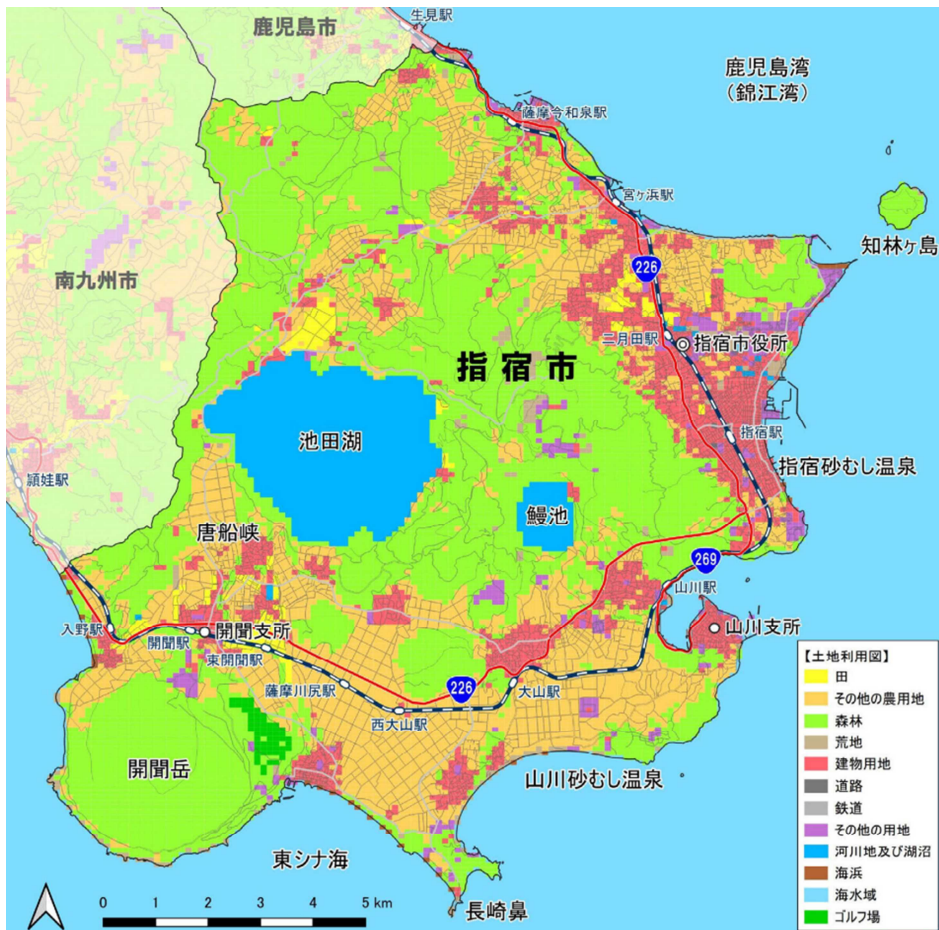 生見駅
鹿児島市
鹿児島湾
(錦江湾)
薩摩今和泉駅
宮ヶ浜駅
知林ヶ島
南九州市
226
二月田駅
指宿市役所
指宿市
池田湖
指宿駅
指宿砂むし温泉
頴娃駅
鰻池
唐船峡
269
山川駅
入野駅
開聞駅
開聞支所
山川支所
東開聞駅
薩摩川尻駅
226
大山駅
西大山駅
開聞岳
山川砂むし温泉
東シナ海
長崎鼻
0 1 2 3 4 5 km
【土地利用図】
田
その他の農用地
森林
荒地
建物用地
道路
鉄道
その他の用地
河川地及び湖沼
海浜
海水域
ゴルフ場